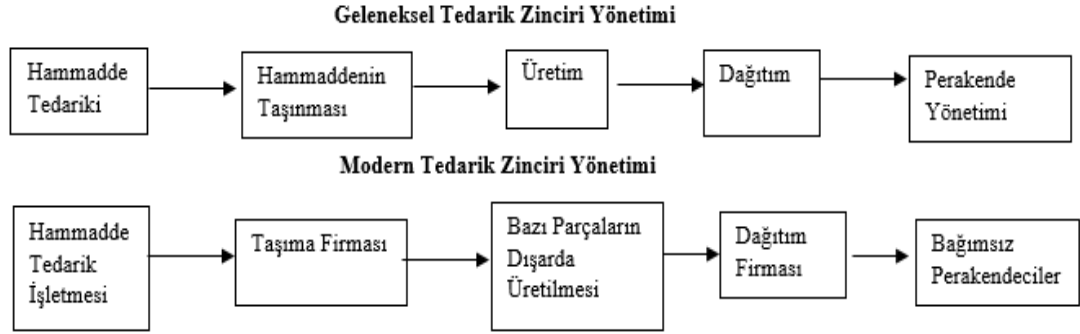 Geleneksel Tedarik Zinciri Yönetimi
Hammadde
Tedariki
Hammaddenin
Taşınması
Üretim
Dağıtım
Perakende
Yönetimi
Modern Tedarik Zinciri Yönetimi
Hammadde
Tedarik
İşletmesi
Taşıma Firması
Bazı Parçaların
Dışarda
Üretilmesi
Dağıtım
Firması
Bağımsız
Perakendeciler